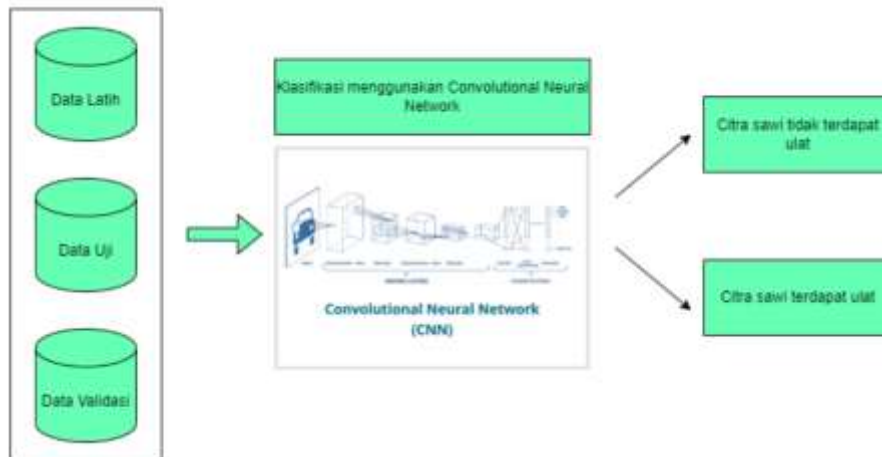 Data Latih
Data Uji
Data Validasi
Klasifikasi menggunakan Convolutional Neural
Network
Convolutional Neural Network
(CNN)
Citra sawi tidak terdapat
ulat
Citra sawi terdapat ulat